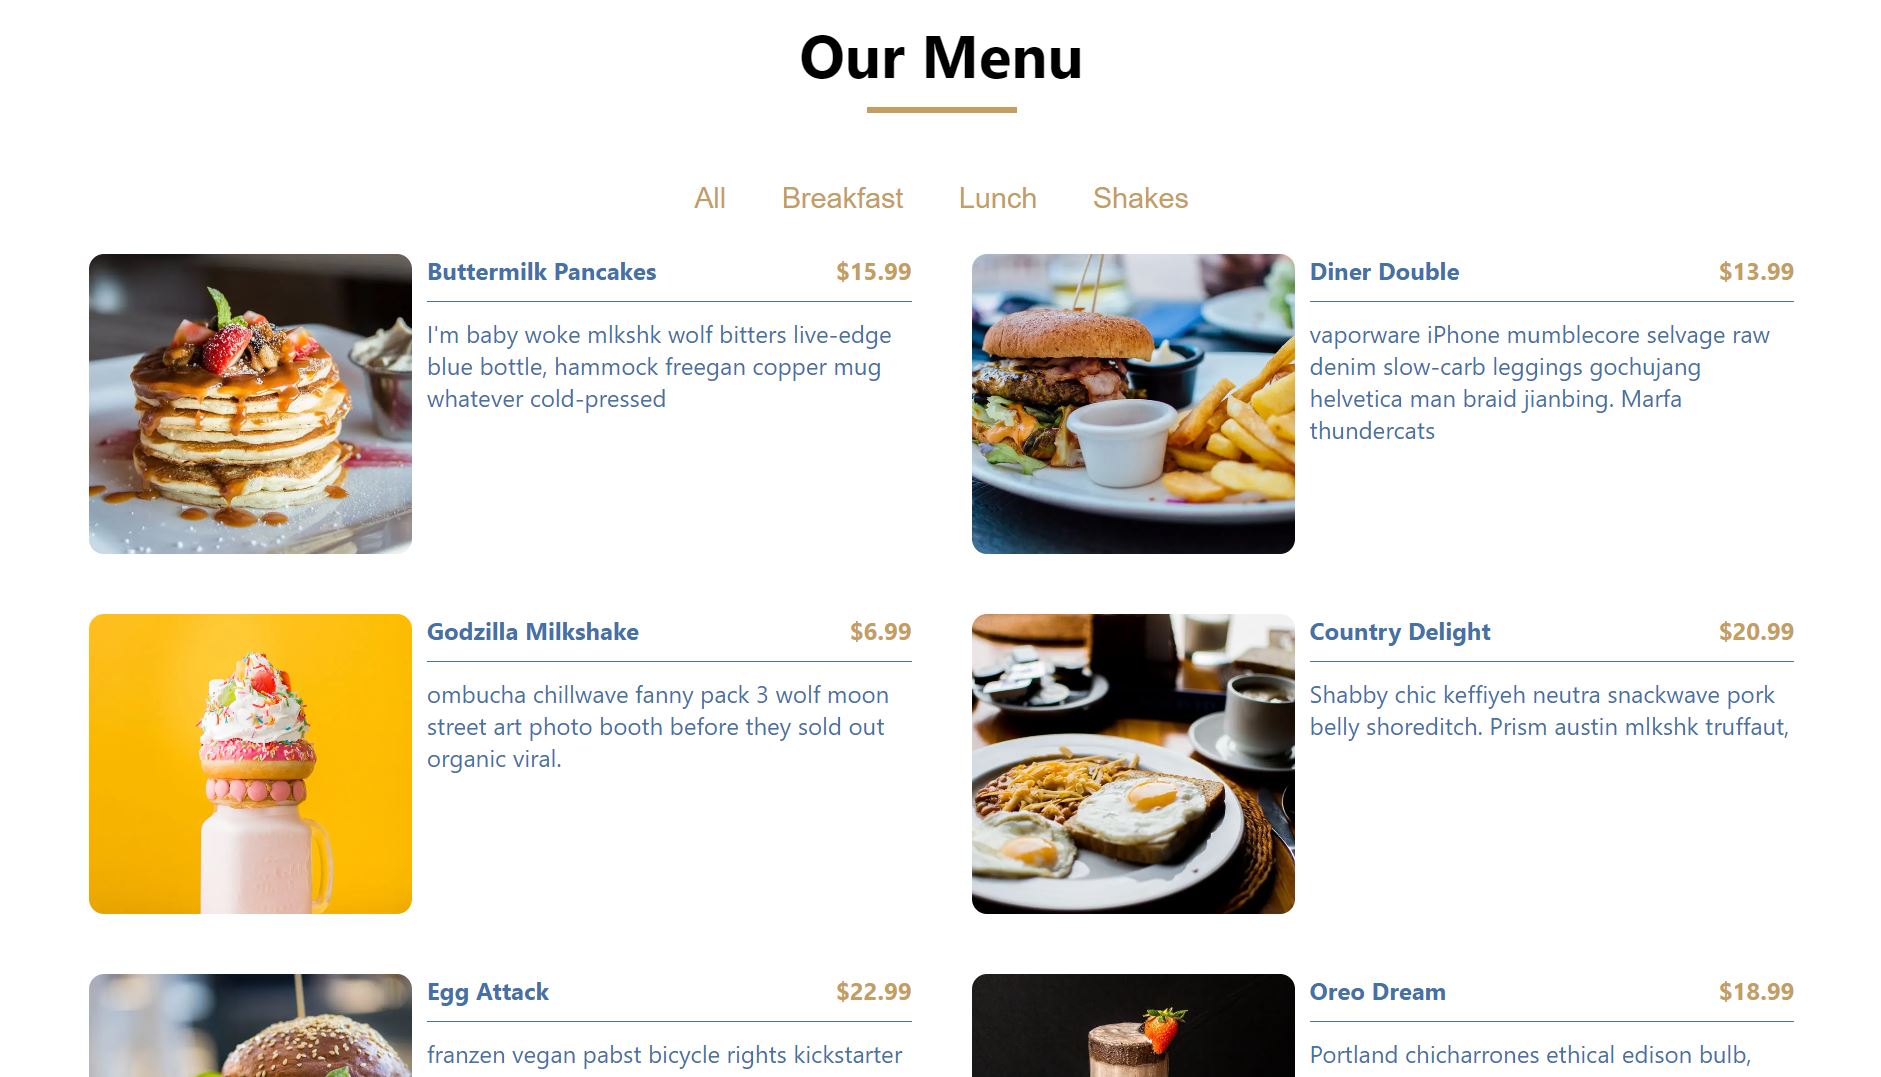 Our Menu
All Breakfast Lunch Shakes
Buttermilk Pancakes $15.99
I'm baby woke mlkshk wolf bitters live-edge
blue bottle, hammock freegan copper mug
whatever cold-pressed
Diner Double $13.99
vaporware iPhone mumblecore selvage raw
denim slow-carb leggings gochujang
helvetica man braid jianbing. Marfa
thundercats
Godzilla Milkshake $6.99
ombucha chillwave fanny pack 3 wolf moon
street art photo booth before they sold out
organic viral.
Country Delight $20.99
Shabby chic keffiyeh neutra snackwave pork
belly shoreditch. Prism austin mlkshk truffaut,
Egg Attack $22.99
franzen vegan pabst bicycle rights kickstarter
Oreo Dream $18.99
Portland chicharrones ethical edison bulb,